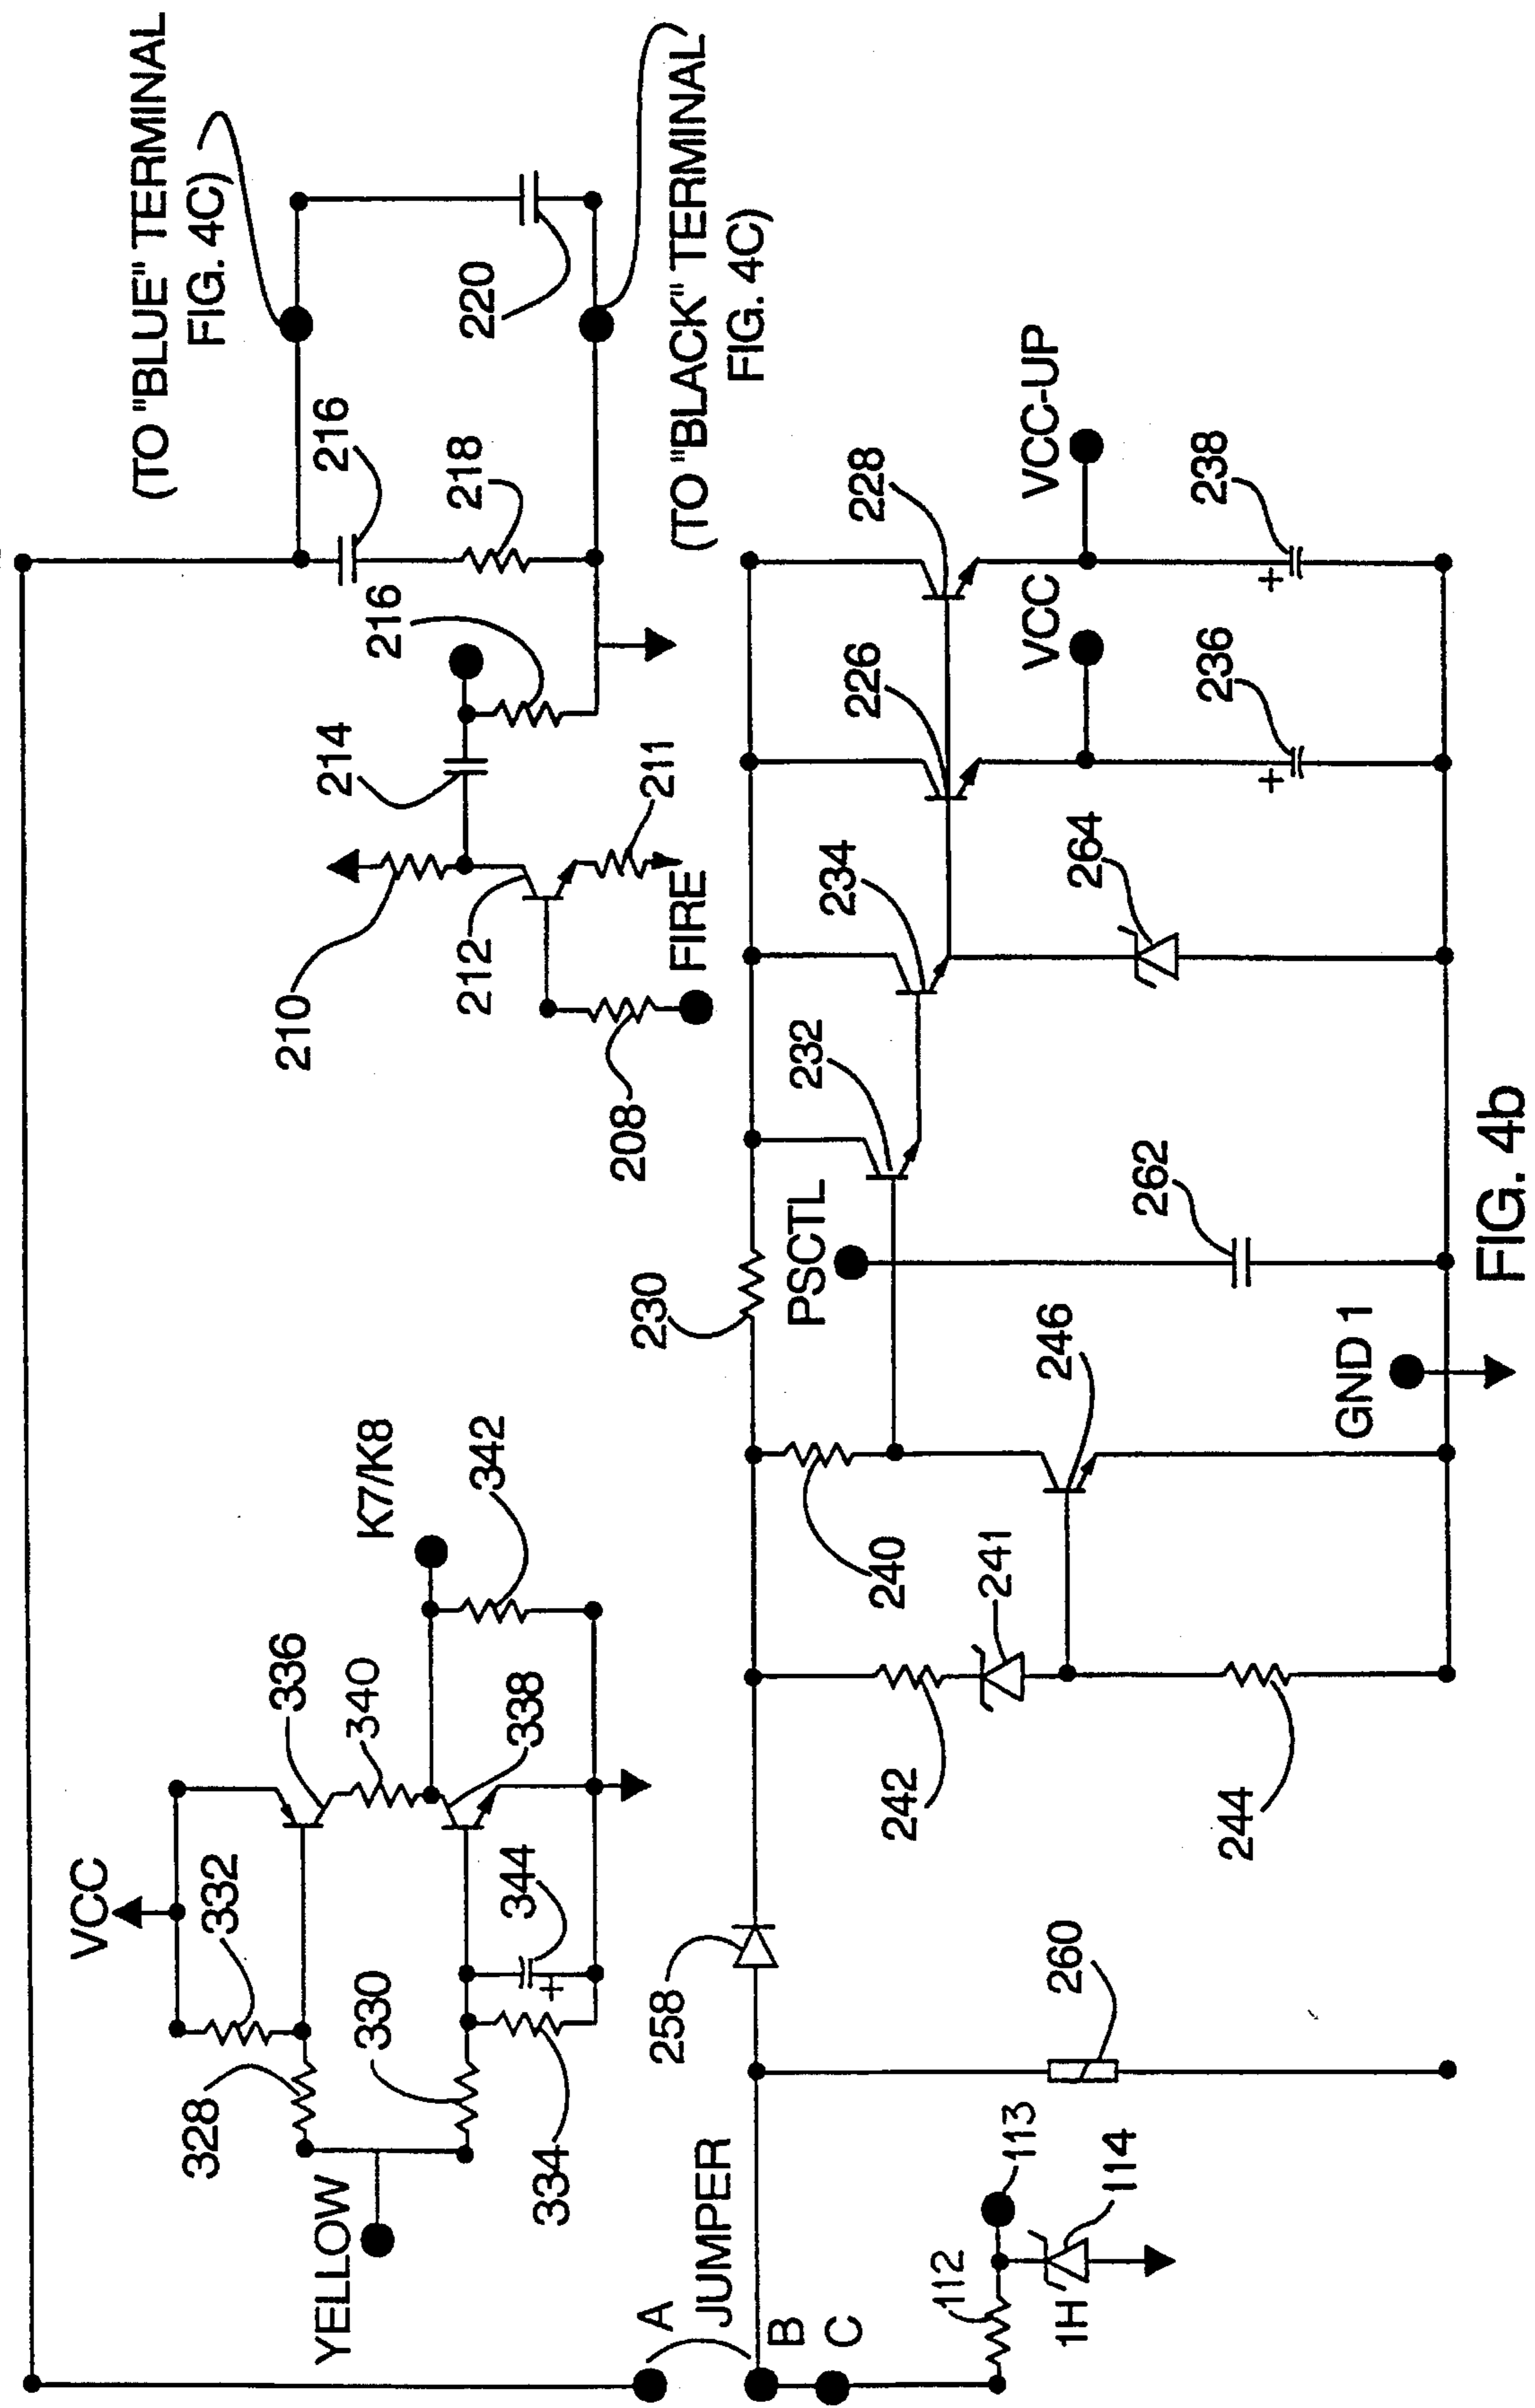 (TO "BLUE" TERMINAL
FIG. 4C)
216
218
220
(TO "BLACK" TERMINAL
FIG. 4C)
216
214
210
212
211
208
FIRE
VCC
332
336
340
K7/K8
328
YELLOW
330
344
338
342
334
A
JUMPER
B
C
258
230
PSCTL
232
234
226
228
VCC
VCC-UP
240
242
241
246
262
264
+
236
+
238
+
244
260
112
113
1H
114
GND 1
FIG. 4b